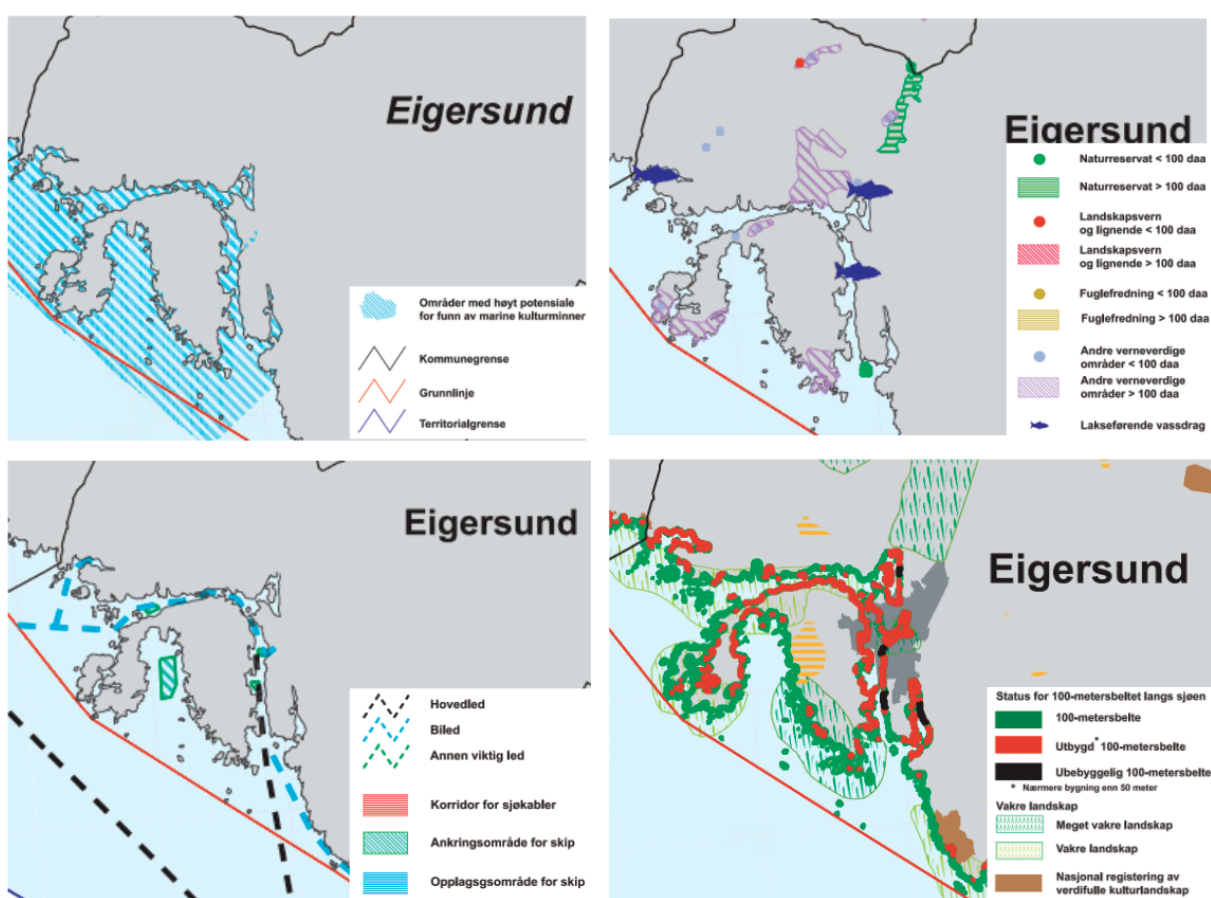 Eigersund
Områder med høyt potensiale
for funn av marine kulturminner
Kommunegrense
Grunnlinje
Territorialgrense
Eigersund
Naturreservat < 100 daa
Naturreservat > 100 daa
Landskapsvern
og lignende < 100 daa
Landskapsvern
og lignende > 100 daa
Fuglefredning < 100 daa
Fuglefredning > 100 daa
Andre verneverdige
områder < 100 daa
Andre verneverdige
områder > 100 daa
Lakseførende vassdrag
Eigersund
Hovedled
Biled
Annen viktig led
Korridor for sjøkabler
Ankringsområde for skip
Opplagsgsområde for skip
Eigersund
Status for 100-metersbeltet langs sjøen
100-metersbelte
Utbygd* 100-metersbelte
Ubebyggelig 100-metersbelte
* Nærmere bygning enn 50 meter
Vakre landskap
Meget vakre landskap
Vakre landskap
Nasjonal registering av
verdifulle kulturlandskap